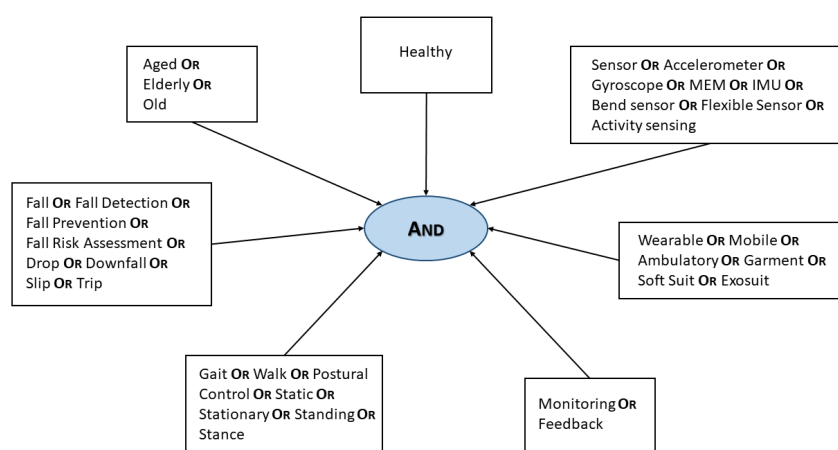 Healthy
Aged OR
Elderly OR
Old
Sensor OR Accelerometer OR
Gyroscope OR MEM OR IMU OR
Bend sensor OR Flexible Sensor OR
Activity sensing
Fall OR Fall Detection OR
Fall Prevention OR
Fall Risk Assessment OR
Drop OR Downfall OR
Slip OR Trip
AND
Wearable OR Mobile OR
Ambulatory OR Garment OR
Soft Suit OR Exosuit
Gait OR Walk OR Postural
Control OR Static OR
Stationary OR Standing OR
Stance
Monitoring OR
Feedback